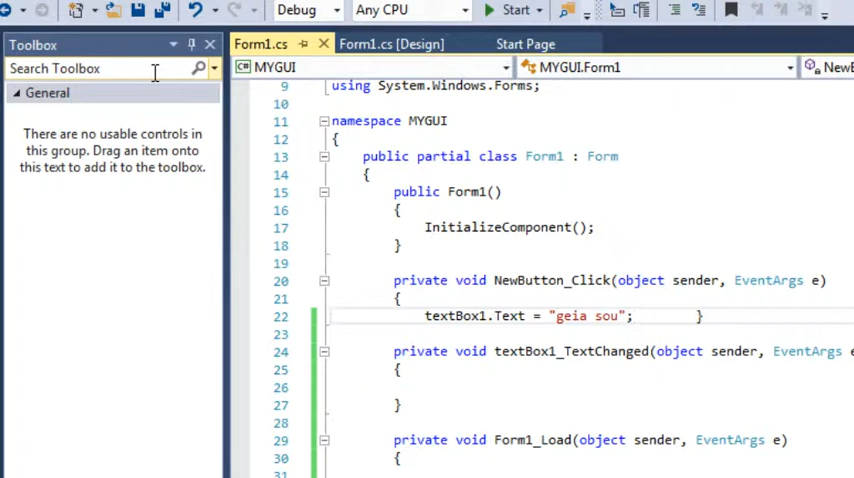 Debug Any CPU Start
Toolbox
Search Toolbox
General
There are no usable controls in
this group. Drag an item onto
this text to add it to the toolbox.
Form1.cs Form1.cs [Design] Start Page
C# MYGUI MYGUI.Form1
9 using System.Windows.Forms;
10
11 namespace MYGUI
12 {
13 public partial class Form1 : Form
14 {
15 public Form1()
16 {
17 InitializeComponent();
18 }
19
20 private void NewButton_Click(object sender, EventArgs e)
21 {
22 textBox1.Text = "geia sou"; }
23
24 private void textBox1_TextChanged(object sender, EventArgs e
25 {
26
27 }
28
29 private void Form1_Load(object sender, EventArgs e)
30 {